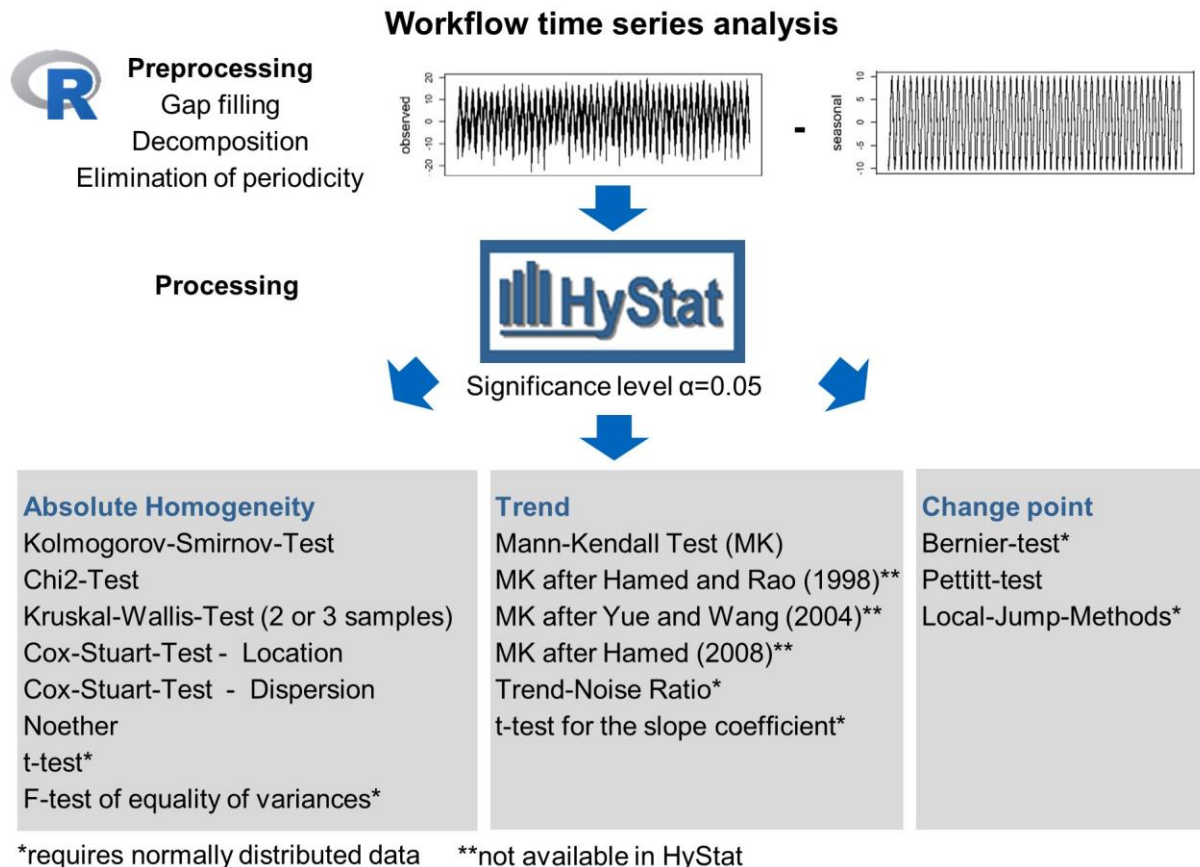 Workflow time series analysis
R
Preprocessing
Gap filling
Decomposition
Elimination of periodicity
observed
20
10
0
-10
-20
-
seasonal
10
5
0
-5
-10
Processing
HyStat
Significance level α=0.05
Absolute Homogeneity
Kolmogorov-Smirnov-Test
Chi2-Test
Kruskal-Wallis-Test (2 or 3 samples)
Cox-Stuart-Test - Location
Cox-Stuart-Test - Dispersion
Noether
t-test*
F-test of equality of variances*
Trend
Mann-Kendall Test (MK)
MK after Hamed and Rao (1998)**
MK after Yue and Wang (2004)**
MK after Hamed (2008)**
Trend-Noise Ratio*
t-test for the slope coefficient*
Change point
Bernier-test*
Pettitt-test
Local-Jump-Methods*
*requires normally distributed data
**not available in HyStat